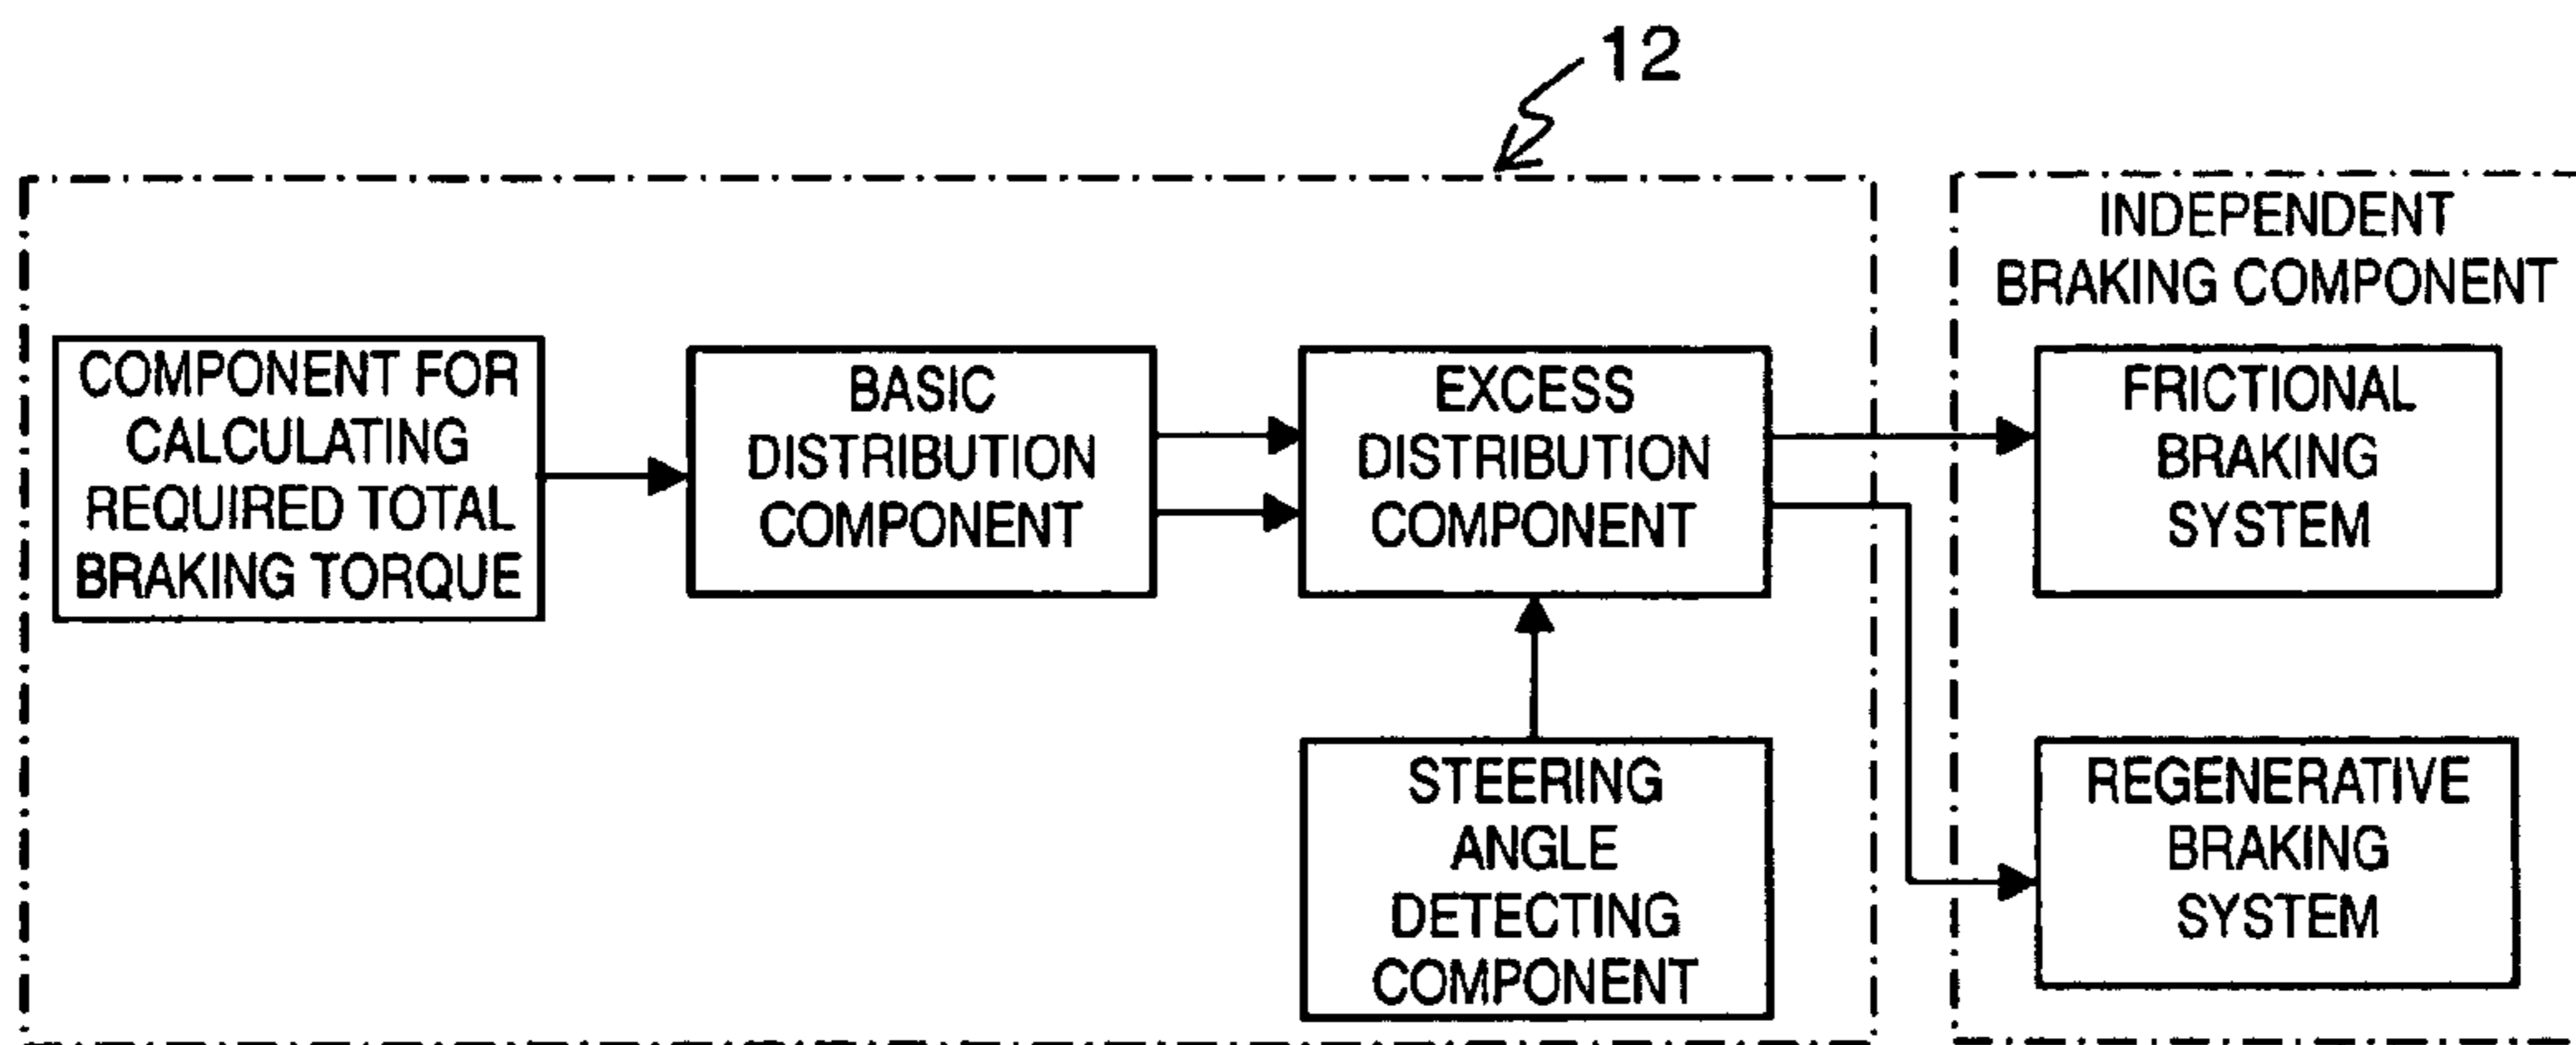 12
INDEPENDENT
BRAKING COMPONENT
COMPONENT FOR
CALCULATING
REQUIRED TOTAL
BRAKING TORQUE
BASIC
DISTRIBUTION
COMPONENT
EXCESS
DISTRIBUTION
COMPONENT
FRICTIONAL
BRAKING
SYSTEM
STEERING
ANGLE
DETECTING
COMPONENT
REGENERATIVE
BRAKING
SYSTEM